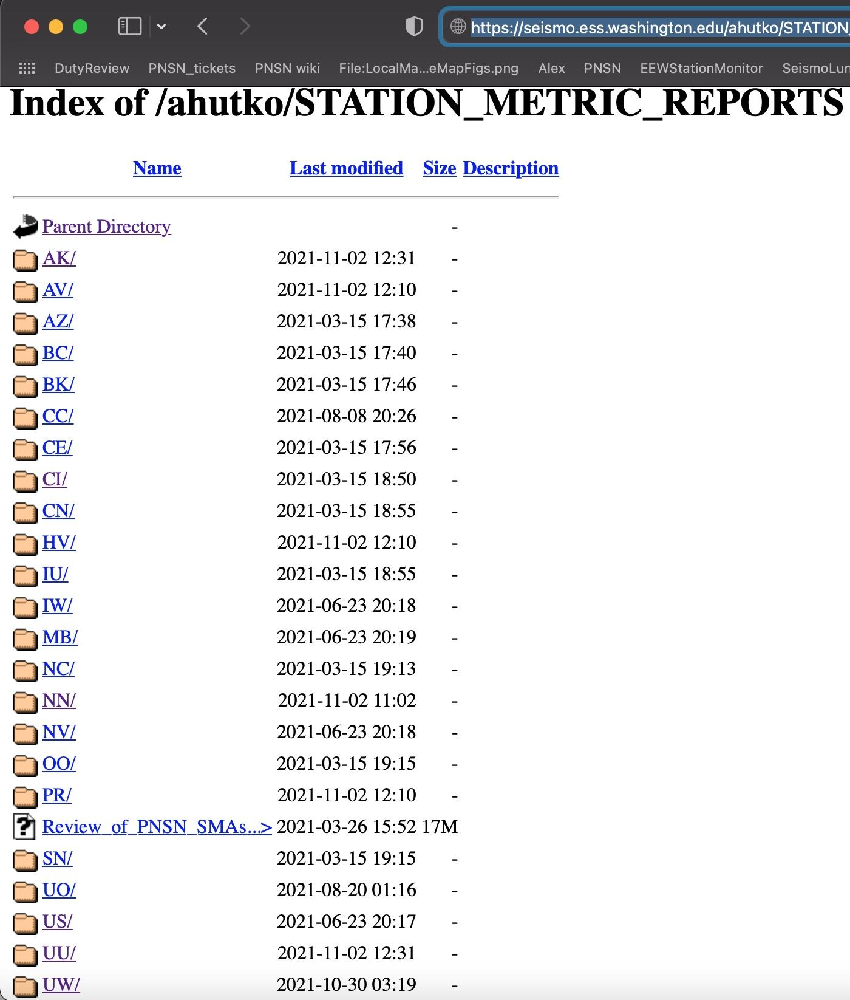 https://seismo.ess.washington.edu/ahutko/STATION_
DutyReview PNSN_tickets PNSN wiki File:LocalMa...eMapFigs.png Alex PNSN EEWStationMonitor SeismoLun
Index of /ahutko/STATION_METRIC_REPORTS
Name Last modified Size Description
Parent Directory -
AK/ 2021-11-02 12:31 -
AV/ 2021-11-02 12:10 -
AZ/ 2021-03-15 17:38 -
BC/ 2021-03-15 17:40 -
BK/ 2021-03-15 17:46 -
CC/ 2021-08-08 20:26 -
CE/ 2021-03-15 17:56 -
CI/ 2021-03-15 18:50 -
CN/ 2021-03-15 18:55 -
HV/ 2021-11-02 12:10 -
IU/ 2021-03-15 18:55 -
IW/ 2021-06-23 20:18 -
MB/ 2021-06-23 20:19 -
NC/ 2021-03-15 19:13 -
NN/ 2021-11-02 11:02 -
NV/ 2021-06-23 20:18 -
OO/ 2021-03-15 19:15 -
PR/ 2021-11-02 12:10 -
Review_of_PNSN_SMAs...> 2021-03-26 15:52 17M
SN/ 2021-03-15 19:15 -
UO/ 2021-08-20 01:16 -
US/ 2021-06-23 20:17 -
UU/ 2021-11-02 12:31 -
UW/ 2021-10-30 03:19 -